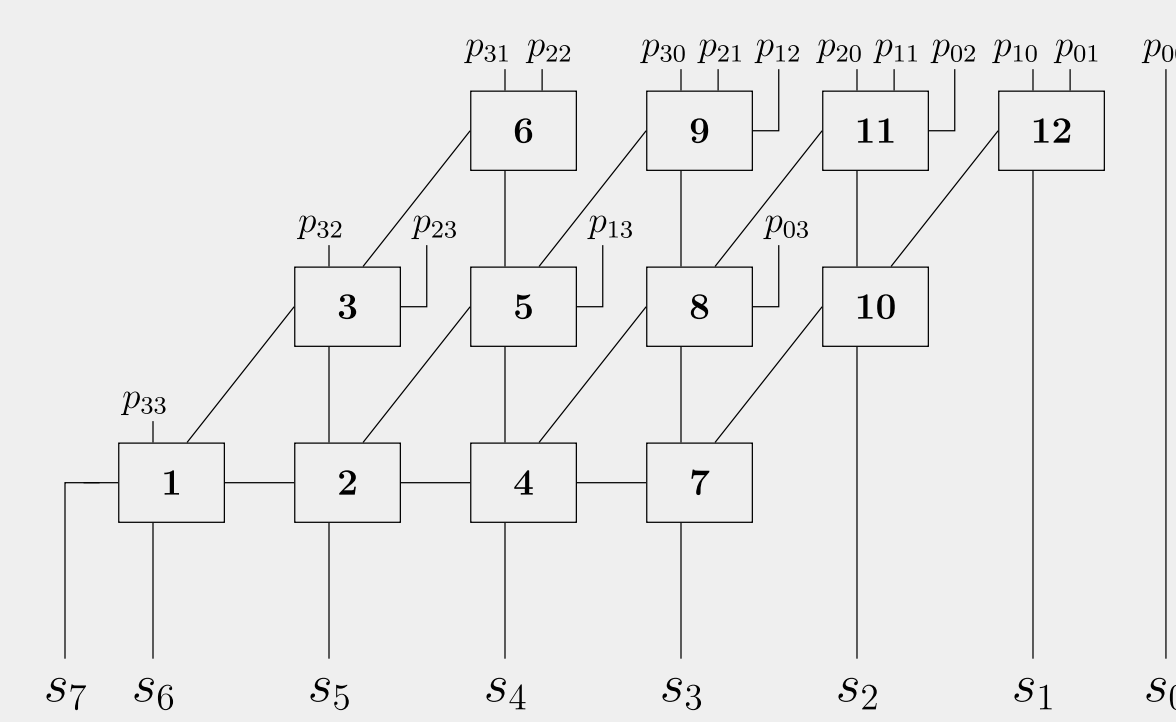 p₃₁ p₂₂ p₃₀ p₂₁ p₁₂ p₂₀ p₁₁ p₀₂ p₁₀ p₀₁
6 9 11 12
p₃₂ p₂₃ p₁₃ p₀₃
3 5 8 10
p₃₃
1 2 4 7
s₇ s₆ s₅ s₄ s₃ s₂ s₁